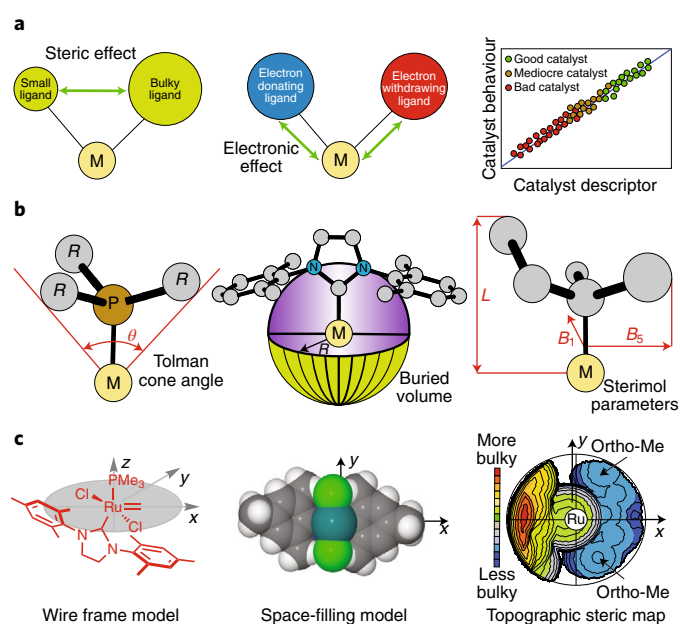 a
Steric effect
Small
ligand
Bulky
ligand
M
Electron
donating
ligand
Electron
withdrawing
ligand
Electronic
effect
M
Catalyst behaviour
Good catalyst
Mediocre catalyst
Bad catalyst
Catalyst descriptor
b
R
R
R
P
θ
M
Tolman
cone angle
N
N
M
R
Buried
volume
L
B1
B5
M
Sterimol
parameters
c
z
y
x
PMe3
Cl
Ru
Cl
N
N
Wire frame model
y
x
Space-filling model
More
bulky
Less
bulky
y
Ortho-Me
Ru
x
Ortho-Me
Topographic steric map